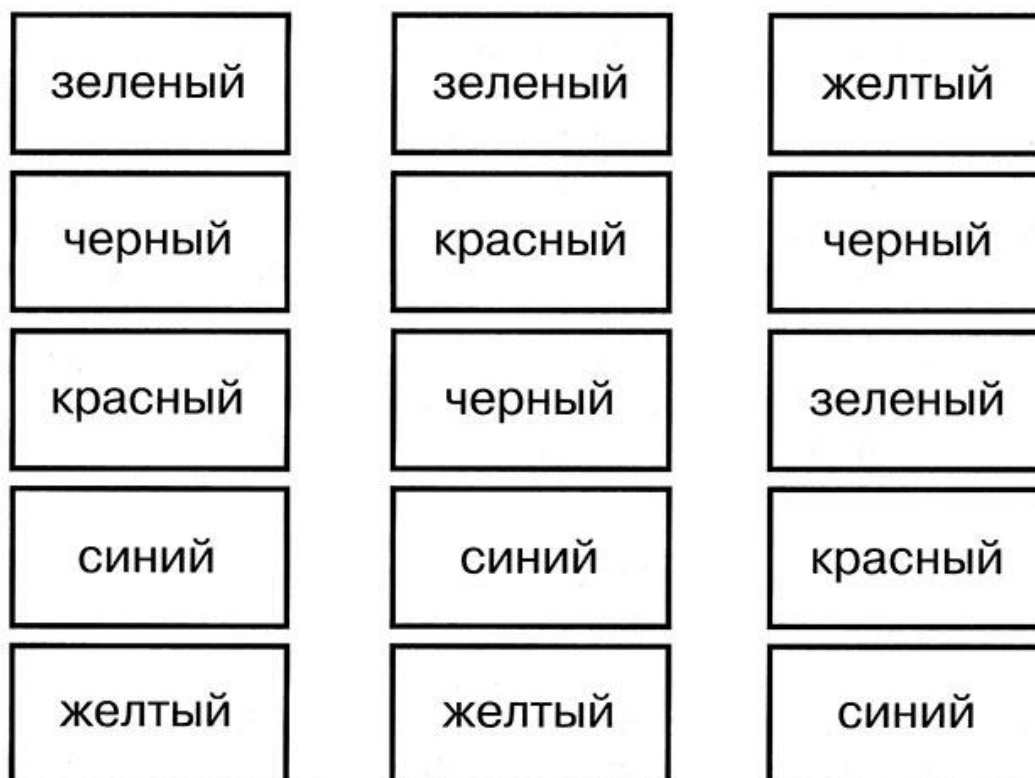 зеленый зеленый желтый
черный красный черный
красный черный зеленый
синий синий красный
желтый желтый синий